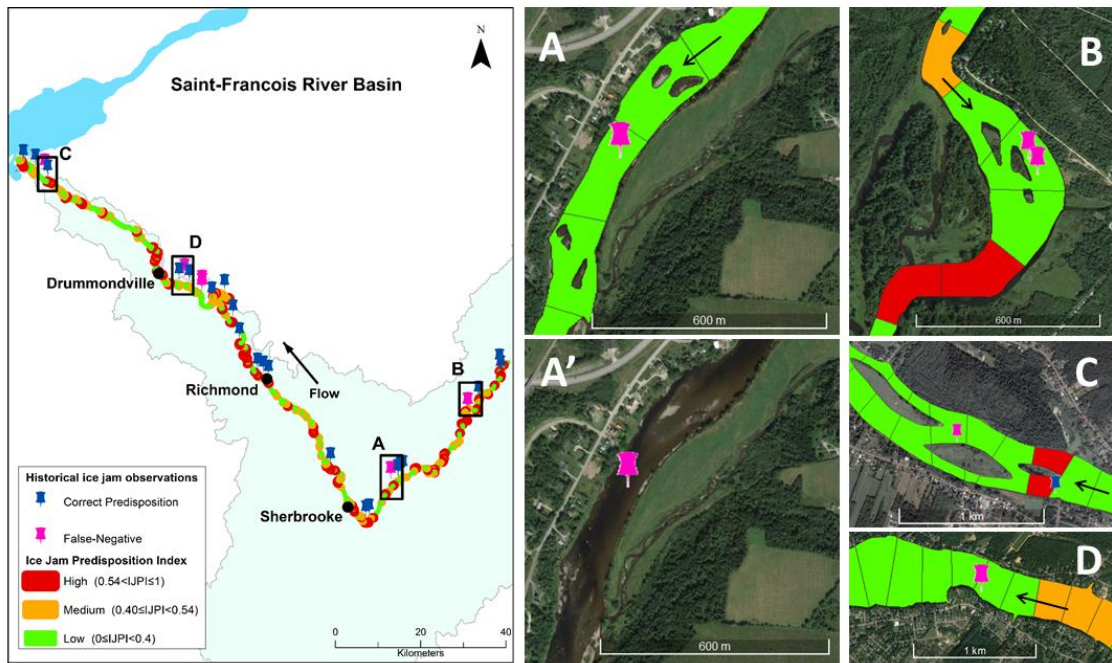 N
Saint-Francois River Basin
C
D
Drummondville
Richmond
Flow
B
A
Sherbrooke
Historical ice jam observations
Correct Predisposition
False-Negative
Ice Jam Predisposition Index
High (0.54<IJPI≤1)
Medium (0.40≤IJPI<0.54)
Low (0≤IJPI<0.4)
0 20 40
Kilometers
A
600 m
B
600 m
A'
600 m
C
1 km
D
1 km